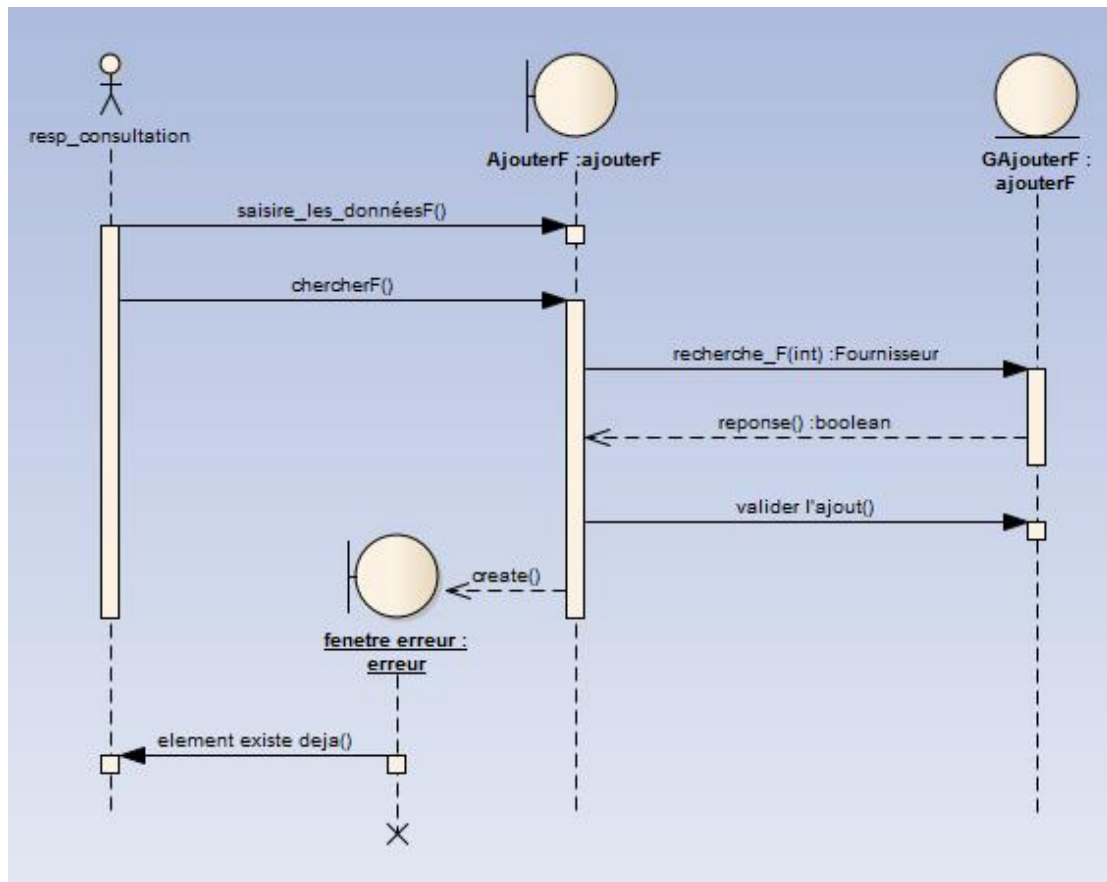 resp_consultation
AjouterF :ajouterF
GAjouterF :
ajouterF
saisire_les_donnéesF()
chercherF()
recherche_F(int) :Fournisseur
reponse() :boolean
valider l'ajout()
create()
fenetre erreur :
erreur
element existe deja()